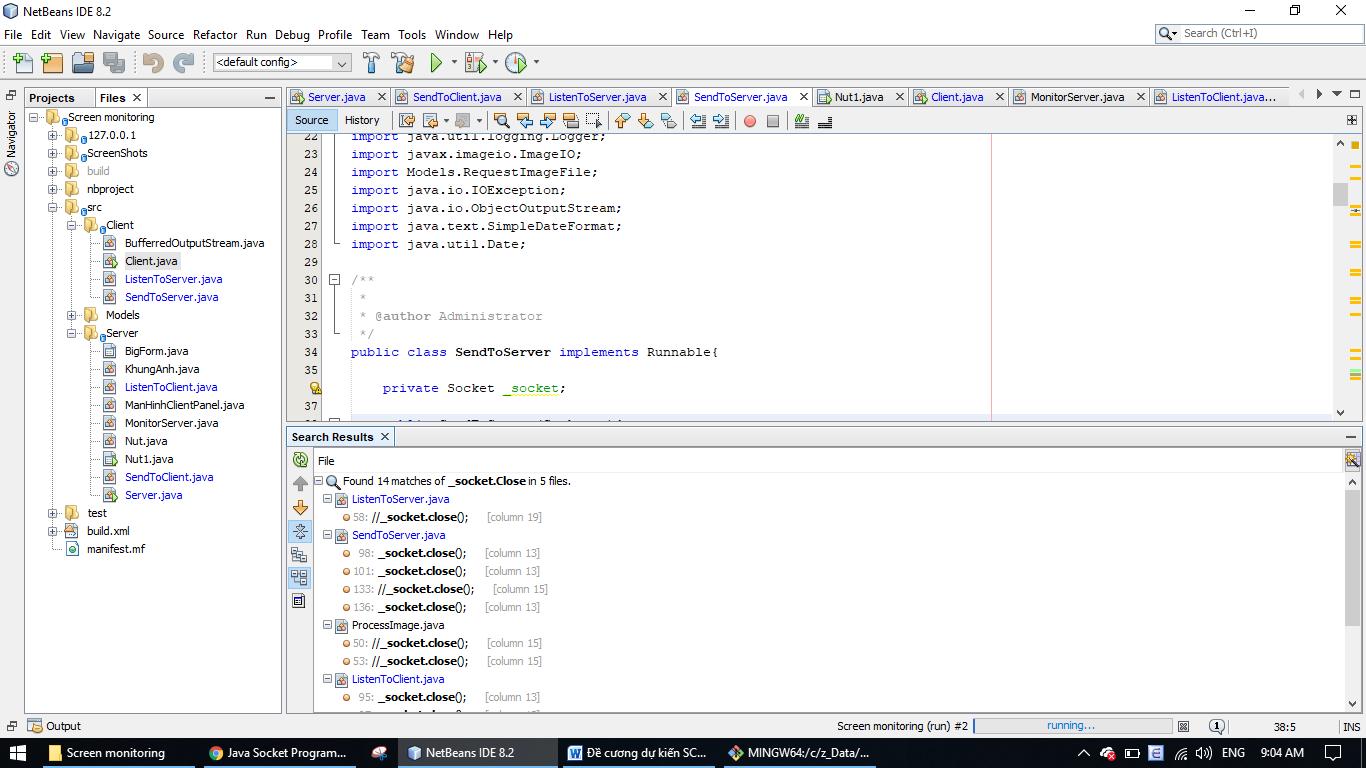 NetBeans IDE 8.2
File Edit View Navigate Source Refactor Run Debug Profile Team Tools Window Help
Search (Ctrl+I)
<default config>
Navigator
Projects Files
Screen monitoring
127.0.0.1
ScreenShots
build
nbproject
src
Client
BufferredOutputStream.java
Client.java
ListenToServer.java
SendToServer.java
Models
Server
BigForm.java
KhungAnh.java
ListenToClient.java
ManHinhClientPanel.java
MonitorServer.java
Nut.java
Nut1.java
SendToClient.java
Server.java
test
build.xml
manifest.mf
Server.java SendToClient.java ListenToServer.java SendToServer.java Nut1.java Client.java MonitorServer.java ListenToClient.java...
Source History
22 import java.util.logging.Logger;
23 import javax.imageio.ImageIO;
24 import Models.RequestImageFile;
25 import java.io.IOException;
26 import java.io.ObjectOutputStream;
27 import java.text.SimpleDateFormat;
28 import java.util.Date;
29
30 /**
31 *
32 * @author Administrator
33 */
34 public class SendToServer implements Runnable{
35
private Socket _socket;
37
Search Results
File
Found 14 matches of _socket.Close in 5 files.
ListenToServer.java
58: //_socket.close(); [column 19]
SendToServer.java
98: _socket.close(); [column 13]
101: _socket.close(); [column 13]
133: //_socket.close(); [column 15]
136: _socket.close(); [column 13]
ProcessImage.java
50: //_socket.close(); [column 15]
53: //_socket.close(); [column 15]
ListenToClient.java
95: _socket.close(); [column 13]
Output
Screen monitoring (run) #2 running... 1 38:5 INS
Screen monitoring Java Socket Program... NetBeans IDE 8.2 Đề cương dự kiến SC... MINGW64:/c/z_Data/... ENG 9:04 AM